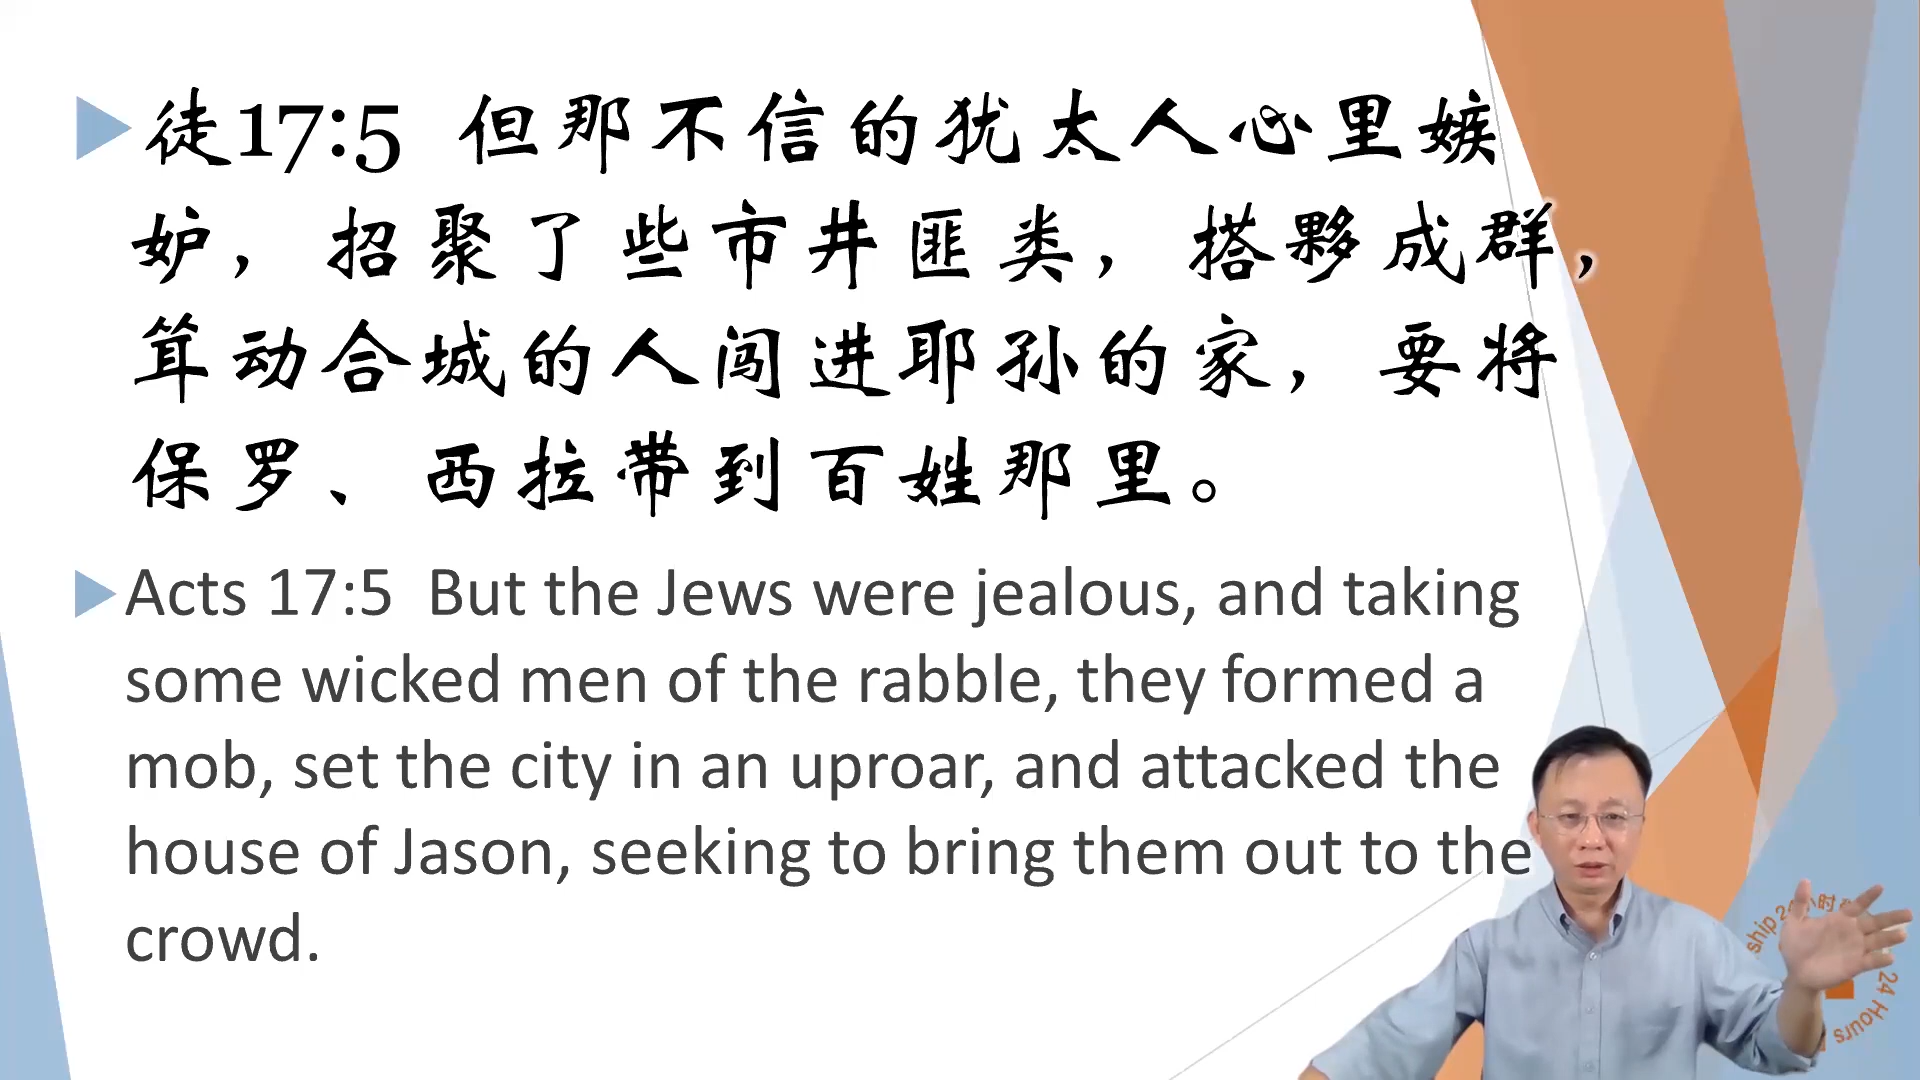 徒17:5 但那不信的犹太人心里嫉
妒，招聚了些市井匪类，搭夥成群，
耸动合城的人闯进耶孙的家，要将
保罗、西拉带到百姓那里。
Acts 17:5 But the Jews were jealous, and taking
some wicked men of the rabble, they formed a
mob, set the city in an uproar, and attacked the
house of Jason, seeking to bring them out to the
crowd.
24 Hours